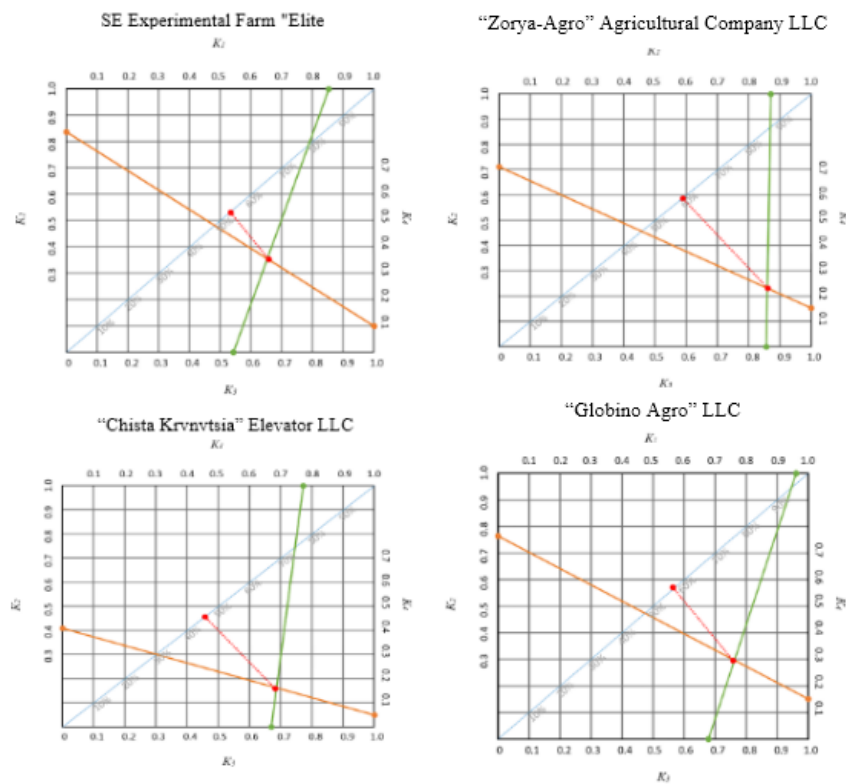 SE Experimental Farm "Elite
0.1 0.2 0.3 0.4 0.5 0.6 0.7 0.8 0.9 1.0
1.0
0.9
0.8
0.7
0.6
0.5
0.4
0.3
0.7
0.6
0.5
0.4
0.3
0.2
0.1
10% 20% 30%
0 0.1 0.2 0.3 0.4 0.5 0.6 0.7 0.8 0.9 1.0
K₃
“Zorya-Agro” Agricultural Company LLC
0.1 0.2 0.3 0.4 0.5 0.6 0.7 0.8 0.9 1.0
1.0
0.9
0.8
0.7
0.6
0.5
0.4
0.3
K₂
0.7
0.6
0.5
0.4
0.3
0.2
0.1
10% 20% 30% 40%
0 0.1 0.2 0.3 0.4 0.5 0.6 0.7 0.8 0.9 1.0
“Chista Krvnvtsia” Elevator LLC
0.1 0.2 0.3 0.4 0.5 0.6 0.7 0.8 0.9 1.0
1.0
0.9
0.8
0.7
0.6
0.5
0.4
0.3
K₂
0.7
0.6
0.5
0.4
0.3
0.2
0.1
10% 20% 30% 40%
0 0.1 0.2 0.3 0.4 0.5 0.6 0.7 0.8 0.9 1.0
K₃
“Globino Agro” LLC
0.1 0.2 0.3 0.4 0.5 0.6 0.7 0.8 0.9 1.0
1.0
0.9
0.8
0.7
0.6
0.5
0.4
0.3
K₂
0.7
0.6
0.5
0.4
0.3
0.2
0.1
10% 20% 30% 40%
0 0.1 0.2 0.3 0.4 0.5 0.6 0.7 0.8 0.9 1.0
K₃